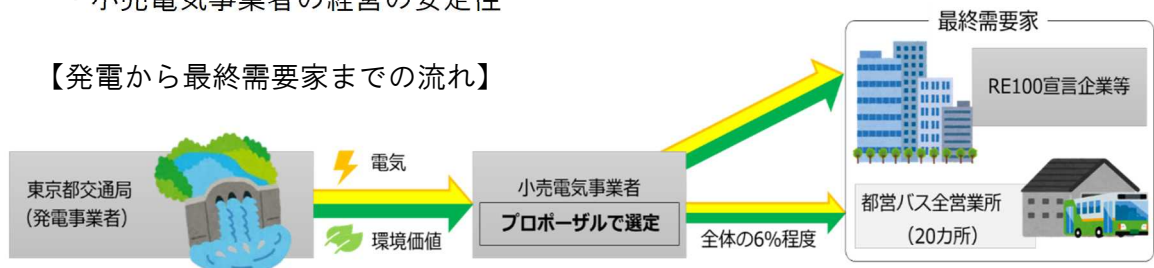 ・小売電気事業者の経営の安定性
【発電から最終需要家までの流れ】
東京都交通局
（発電事業者）
電気
環境価値
小売電気事業者
プロポーザルで選定
全体の6%程度
最終需要家
RE100宣言企業等
都営バス全営業所
（20カ所）